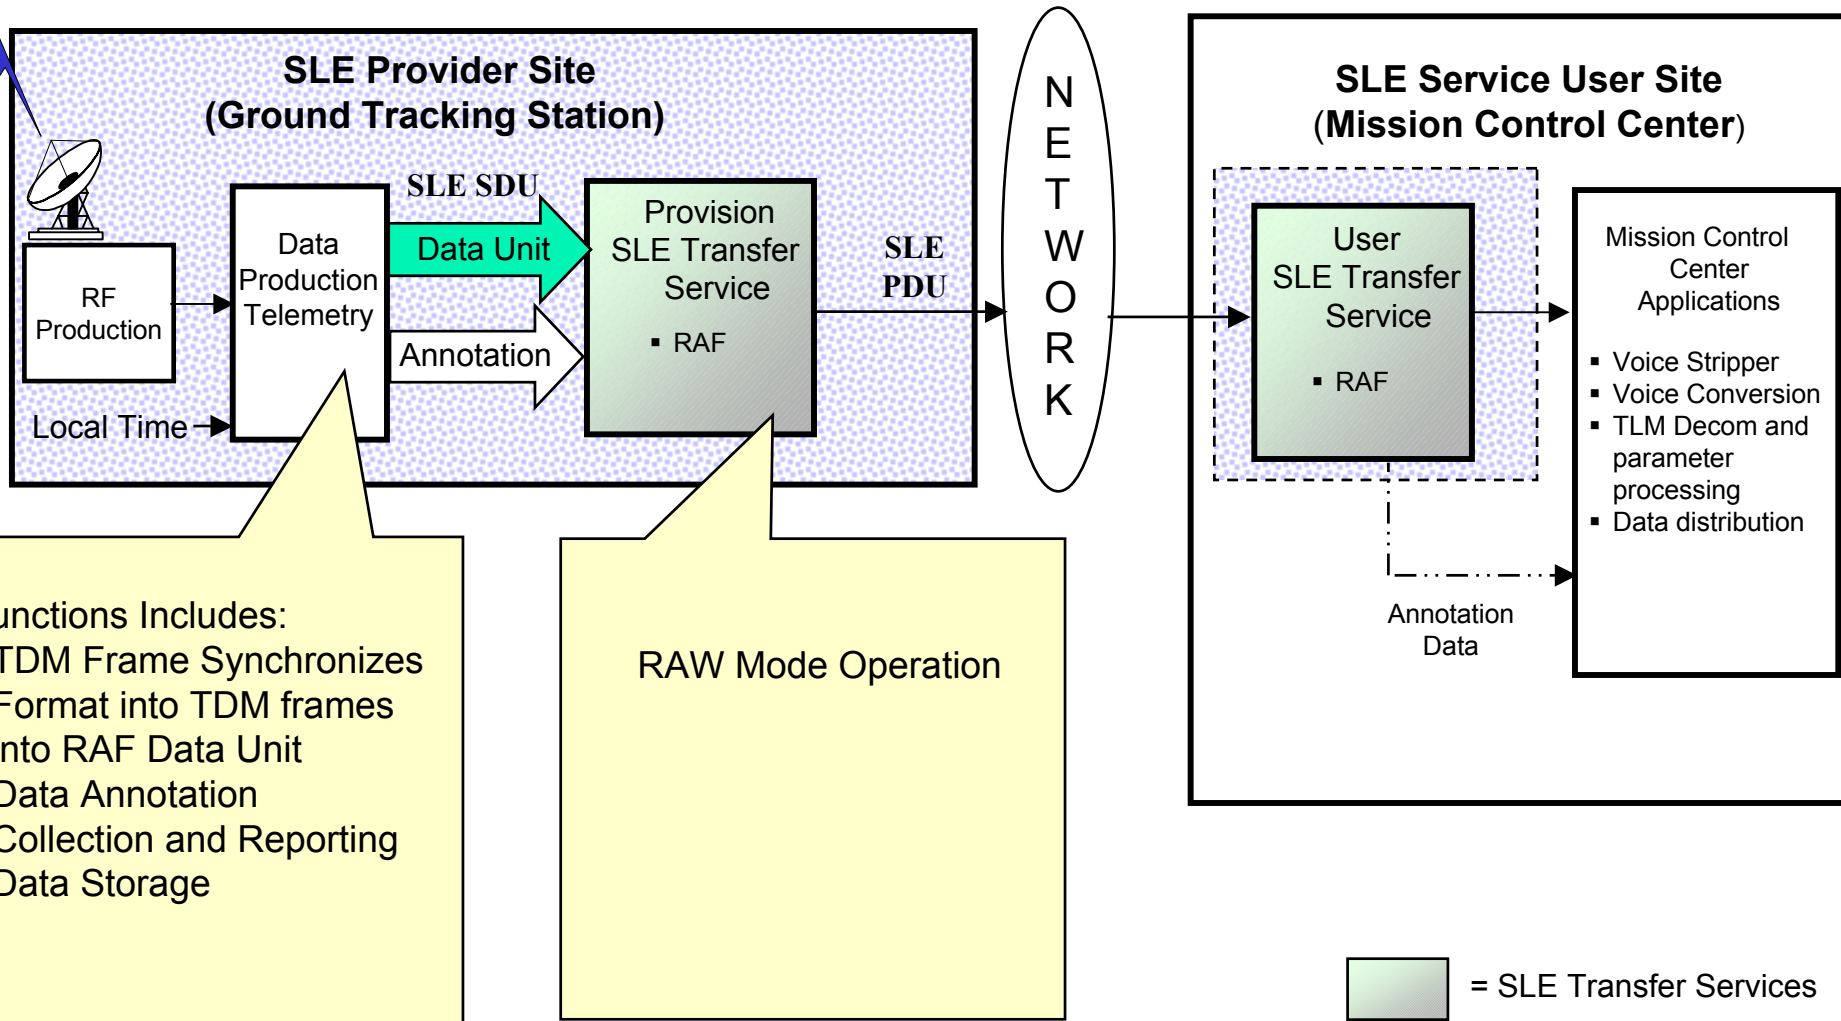 SLE Provider Site
(Ground Tracking Station)
SLE SDU
Data Unit
Annotation
RF
Production
Local Time
Data
Production
Telemetry
Provision
SLE Transfer
Service
▪ RAF
SLE
PDU
N
E
T
W
O
R
K
SLE Service User Site
(Mission Control Center)
User
SLE Transfer
Service
▪ RAF
Mission Control
Center
Applications
▪ Voice Stripper
▪ Voice Conversion
▪ TLM Decom and
parameter
processing
▪ Data distribution
Annotation
Data
unctions Includes:
TDM Frame Synchronizes
Format into TDM frames
into RAF Data Unit
Data Annotation
Collection and Reporting
Data Storage
RAW Mode Operation
= SLE Transfer Services